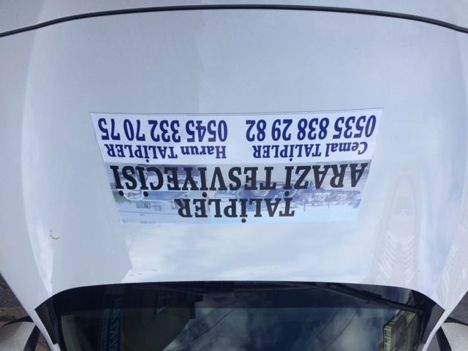 TALİPLER
ARAZİ TESVİYECİSİ
Cemal TALİPLER
0535 838 29 82
Harun TALİPLER
0545 332 70 75